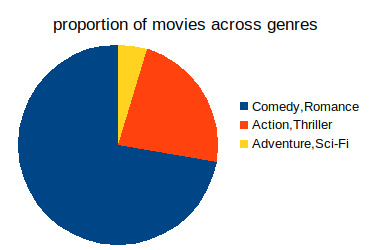 proportion of movies across genres
Comedy,Romance
Action,Thriller
Adventure,Sci-Fi